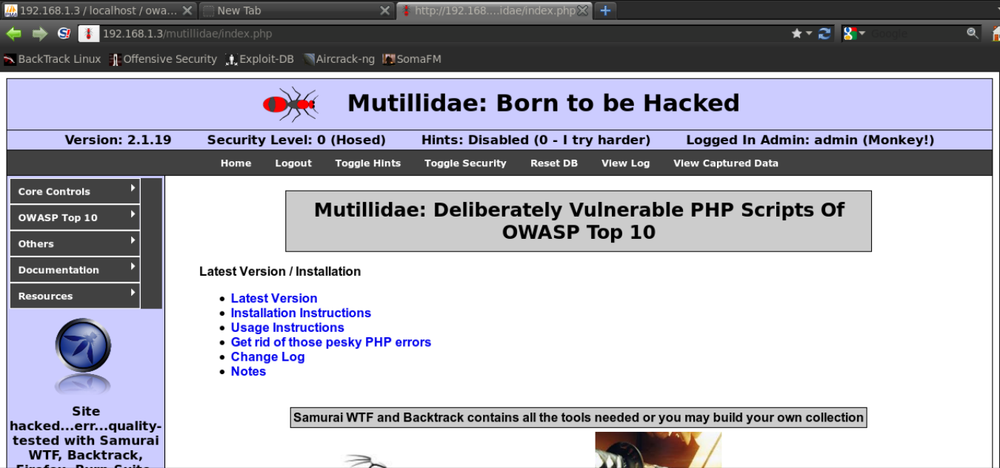 192.168.1.3 / localhost / owa...
New Tab
http://192.168....idae/index.php
192.168.1.3/mutillidae/index.php
Google
BackTrack Linux
Offensive Security
Exploit-DB
Aircrack-ng
SomaFM
Mutillidae: Born to be Hacked
Version: 2.1.19
Security Level: 0 (Hosed)
Hints: Disabled (0 - I try harder)
Logged In Admin: admin (Monkey!)
Home
Logout
Toggle Hints
Toggle Security
Reset DB
View Log
View Captured Data
Core Controls
OWASP Top 10
Others
Documentation
Resources
Site
hacked...err...quality-
tested with Samurai
WTF, Backtrack,
Firefox, Burp-Suite,
Mutillidae: Deliberately Vulnerable PHP Scripts Of
OWASP Top 10
Latest Version / Installation
Latest Version
Installation Instructions
Usage Instructions
Get rid of those pesky PHP errors
Change Log
Notes
Samurai WTF and Backtrack contains all the tools needed or you may build your own collection